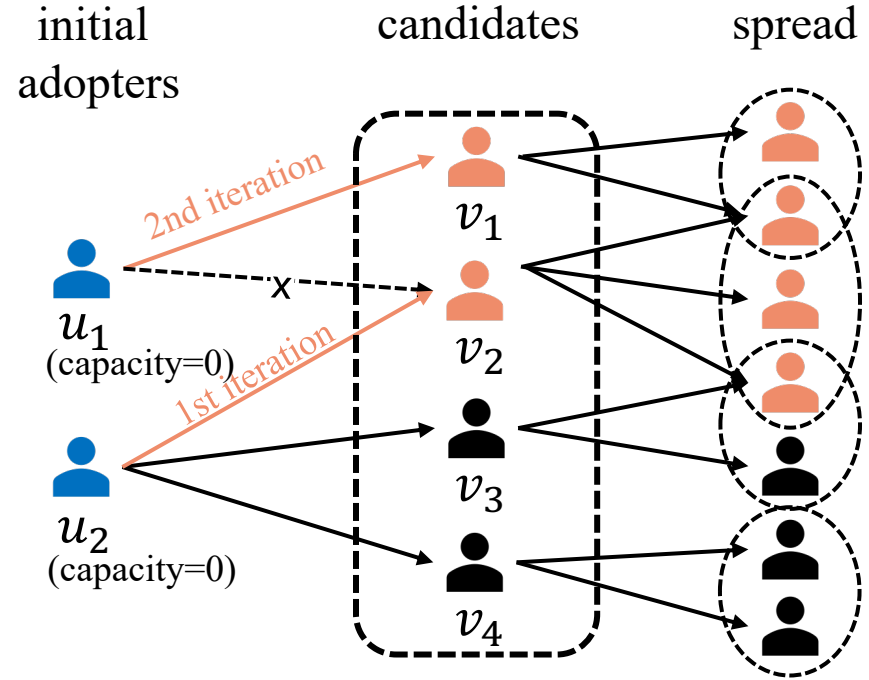 initial
adopters
candidates
spread
2nd iteration
v₁
x
u₁
(capacity=0)
v₂
1st iteration
v₃
u₂
(capacity=0)
v₄